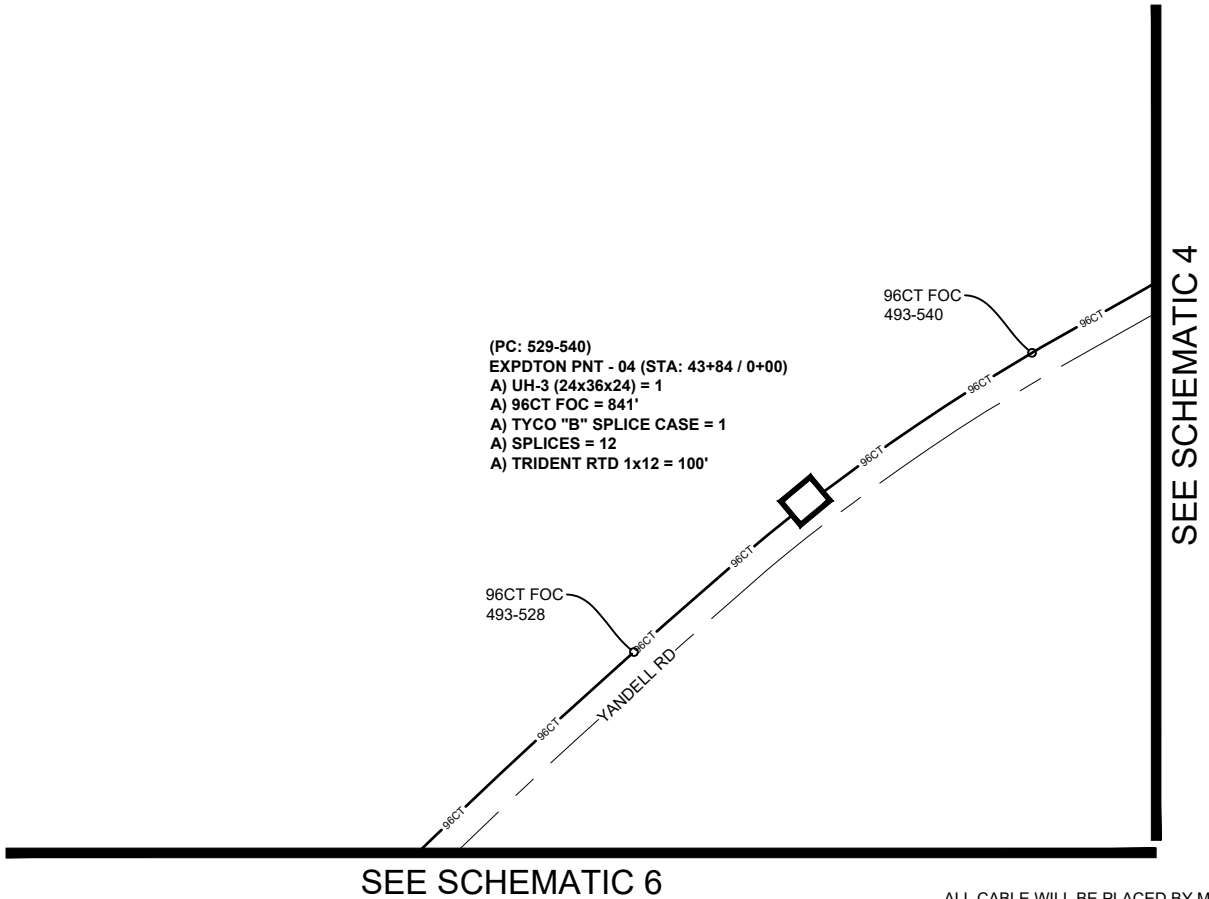 96CT FOC
493-540
96CT
SEE SCHEMATIC 4
(PC: 529-540)
EXPDTON PNT - 04 (STA: 43+84 / 0+00)
A) UH-3 (24x36x24) = 1
A) 96CT FOC = 841'
A) TYCO "B" SPLICE CASE = 1
A) SPLICES = 12
A) TRIDENT RTD 1x12 = 100'
96CT
96CT
96CT
96CT FOC
493-528
96CT
YANDELL RD
96CT
96CT
SEE SCHEMATIC 6
ALL CABLE WILL BE PLACED BY M